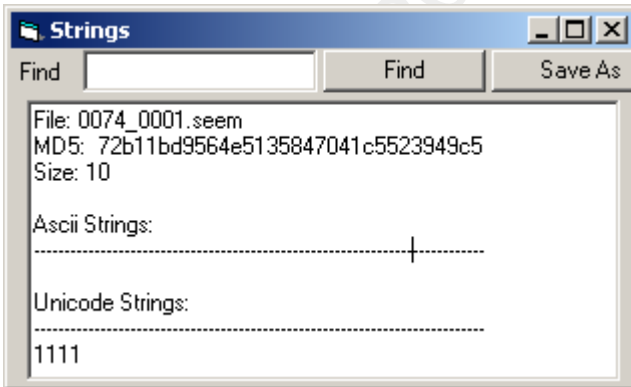 Strings
Find Find Save As
File: 0074_0001.seem
MD5: 72b11bd9564e5135847041c5523949c5
Size: 10
Ascii Strings:
---------------------------------------------------------------------------
Unicode Strings:
---------------------------------------------------------------------------
1111